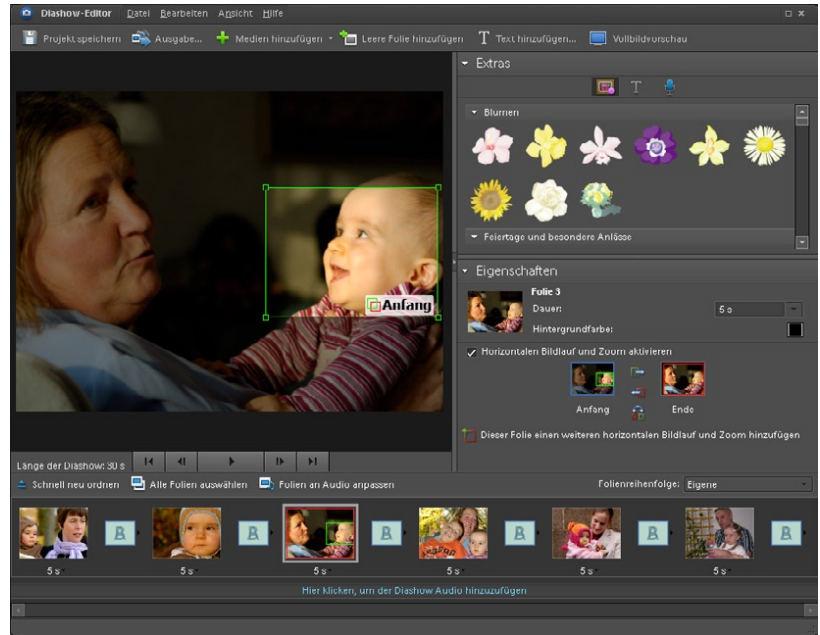 Diashow-Editor Datei Bearbeiten Ansicht Hilfe
Projekt speichern Ausgabe... Medien hinzufügen Leere Folie hinzufügen Text hinzufügen... Vollbildvorschau
Extras
T
Blumen
Feiertage und besondere Anlässe
Anfang
Eigenschaften
Folie 3
Dauer: 5 s
Hintergrundfarbe:
Horizontalen Bildlauf und Zoom aktivieren
Anfang Ende
Dieser Folie einen weiteren horizontalen Bildlauf und Zoom hinzufügen
Länge der Diashow: 30 s
Schnell neu ordnen Alle Folien auswählen Folien an Audio anpassen Folienreihenfolge: Eigene
A A A A A A
5 s 5 s 5 s 5 s 5 s 5 s
Hier klicken, um der Diashow Audio hinzuzufügen